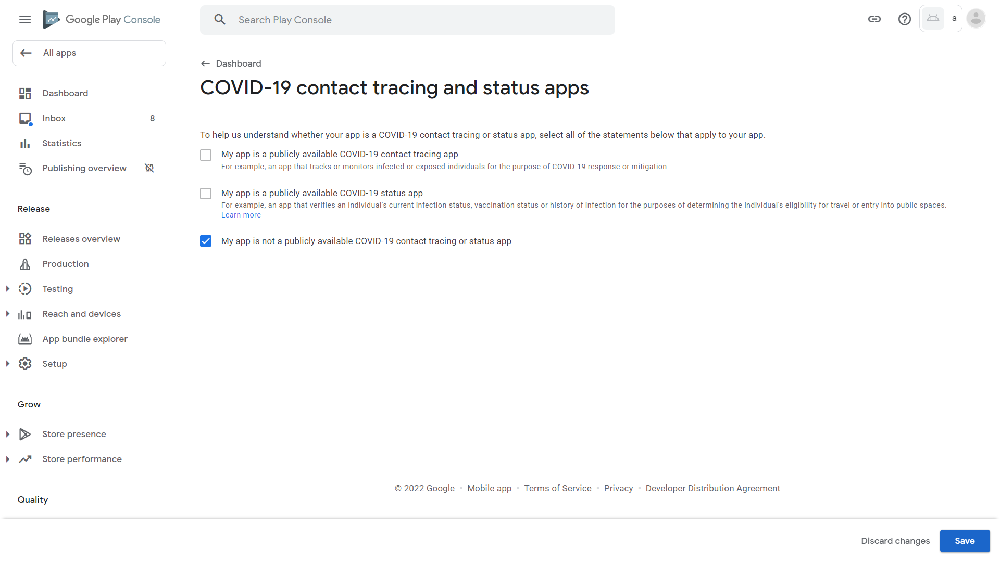 Google Play Console
Search Play Console
a
All apps
Dashboard
Inbox 8
Statistics
Publishing overview
Release
Releases overview
Production
Testing
Reach and devices
App bundle explorer
Setup
Grow
Store presence
Store performance
Quality
Dashboard
COVID-19 contact tracing and status apps
To help us understand whether your app is a COVID-19 contact tracing or status app, select all of the statements below that apply to your app.
My app is a publicly available COVID-19 contact tracing app
For example, an app that tracks or monitors infected or exposed individuals for the purpose of COVID-19 response or mitigation
My app is a publicly available COVID-19 status app
For example, an app that verifies an individual's current infection status, vaccination status or history of infection for the purposes of determining the individual's eligibility for travel or entry into public spaces.
Learn more
My app is not a publicly available COVID-19 contact tracing or status app
© 2022 Google • Mobile app • Terms of Service • Privacy • Developer Distribution Agreement
Discard changes
Save